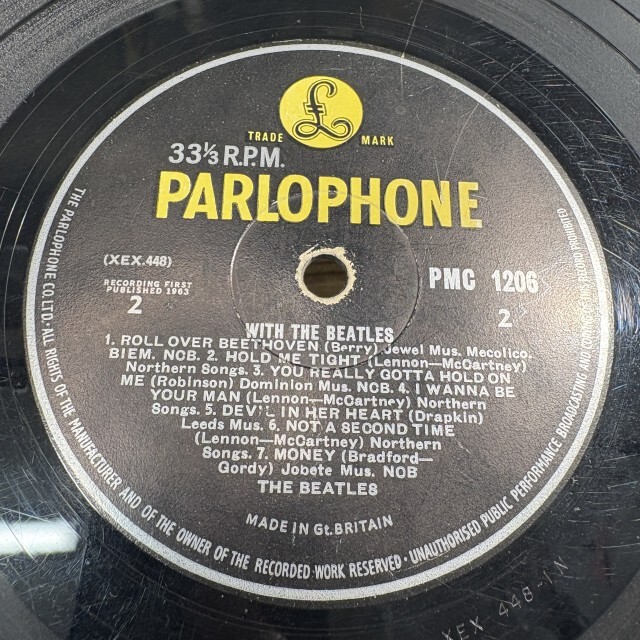 £
TRADE MARK
33⅓ R.P.M.
PARLOPHONE
(XEX.448)
PMC 1206
RECORDING FIRST
PUBLISHED 1963
2
2
WITH THE BEATLES
1. ROLL OVER BEETHOVEN (Berry) Jewel Mus. Mecolico.
BIEM. NCB. 2. HOLD ME TIGHT (Lennon—McCartney)
Northern Songs. 3. YOU REALLY GOTTA HOLD ON
ME (Robinson) Dominion Mus. NCB. 4. I WANNA BE
YOUR MAN (Lennon—McCartney) Northern
Songs. 5. DEVIL IN HER HEART (Drapkin)
Leeds Mus. 6. NOT A SECOND TIME
(Lennon—McCartney) Northern
Songs. 7. MONEY (Bradford—
Gordy) Jobete Mus. NCB
THE BEATLES
MADE IN Gt. BRITAIN
THE PARLOPHONE CO.LTD · ALL RIGHTS OF THE MANUFACTURER AND OF THE OWNER OF THE RECORDED WORK RESERVED · UNAUTHORISED PUBLIC PERFORMANCE BROADCASTING AND COPYING OF THIS RECORD PROHIBITED
XEX 448-1N